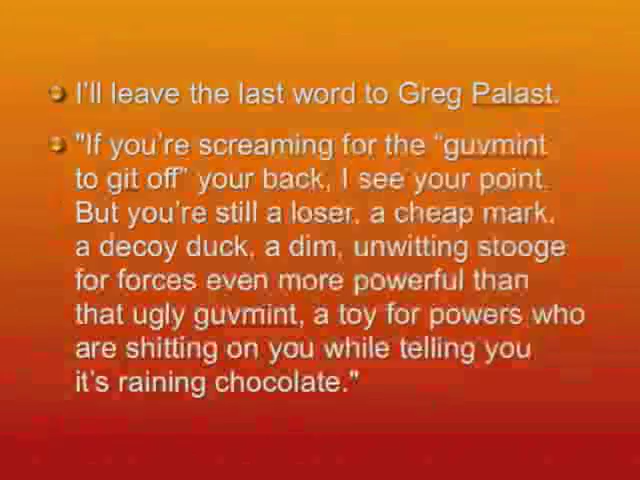 I'll leave the last word to Greg Palast.
"If you're screaming for the “guvmint
to git off” your back, I see your point.
But you're still a loser, a cheap mark,
a decoy duck, a dim, unwitting stooge
for forces even more powerful than
that ugly guvmint, a toy for powers who
are shitting on you while telling you
it's raining chocolate."